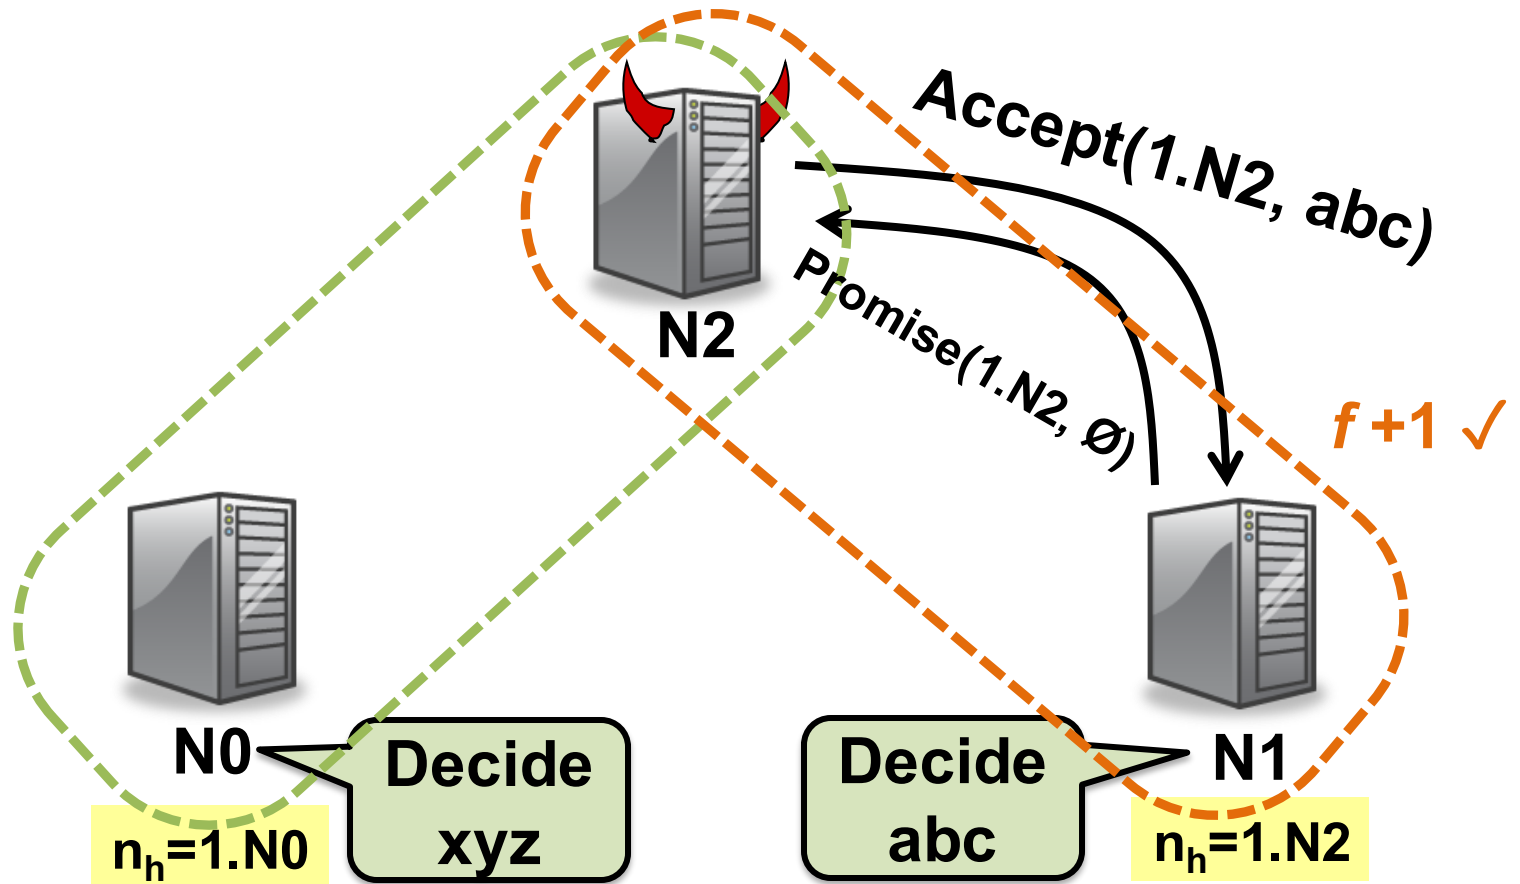 Accept(1.N2, abc)
Promise(1.N2, Ø)
N2
f +1 ✓
N0
Decide
xyz
Decide
abc
N1
nₕ=1.N0
nₕ=1.N2